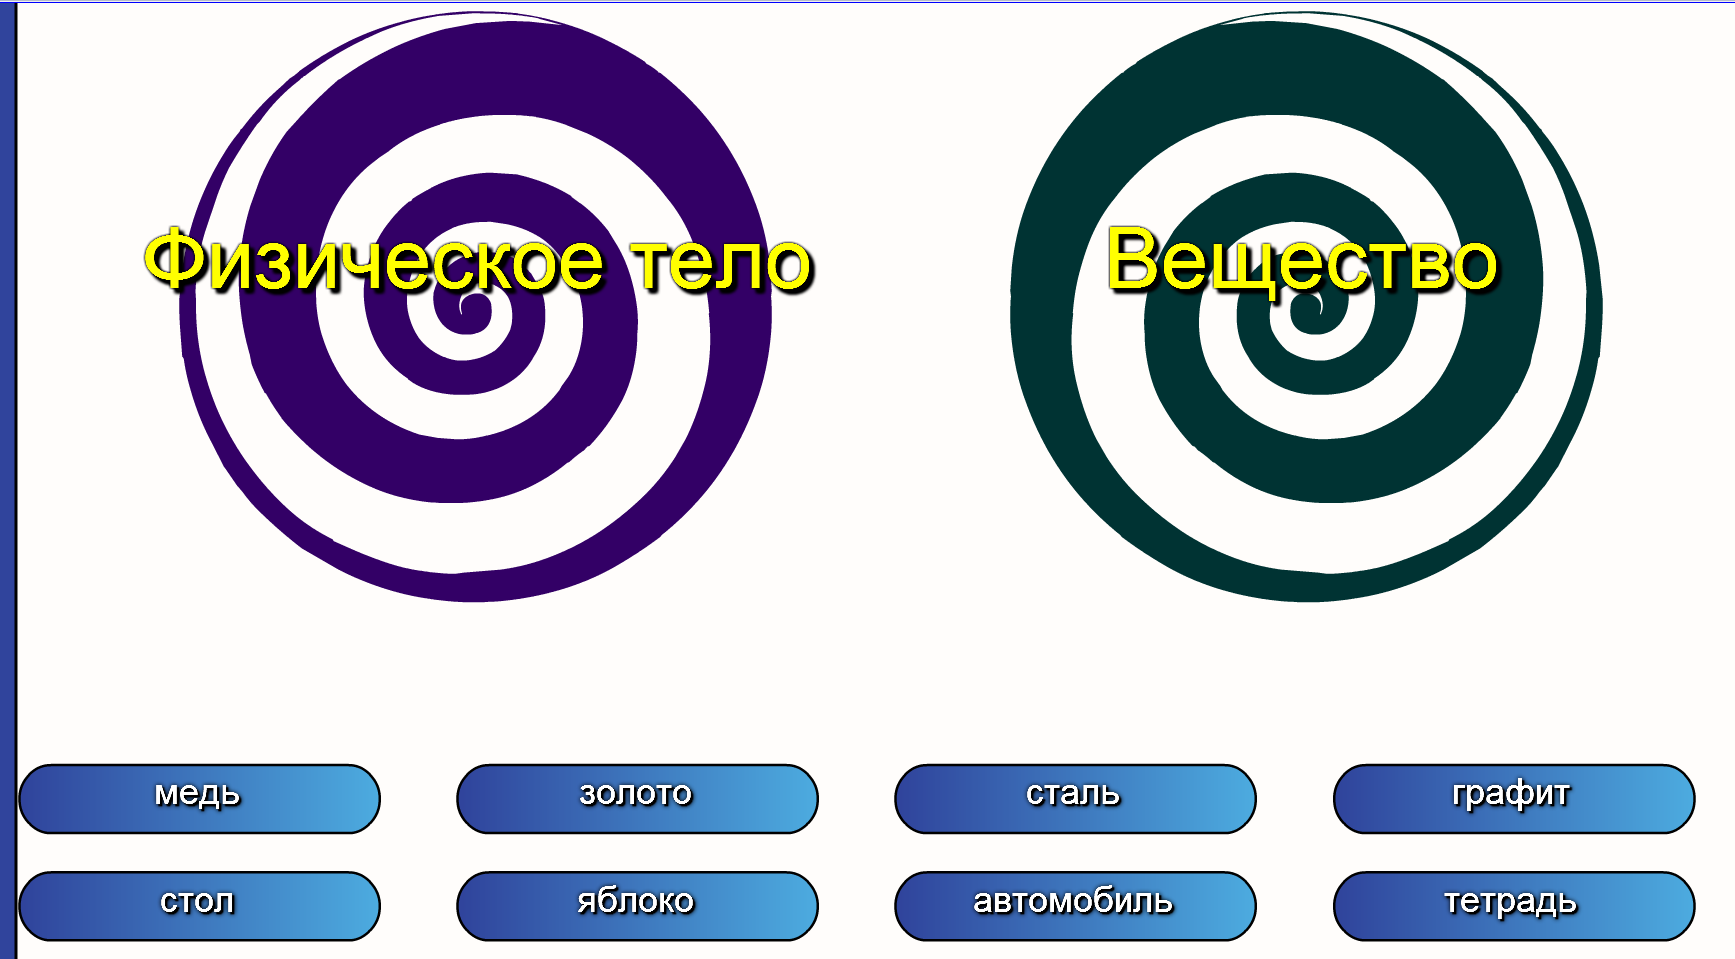 Физическое тело
Вещество
медь
золото
сталь
графит
стол
яблоко
автомобиль
тетрадь